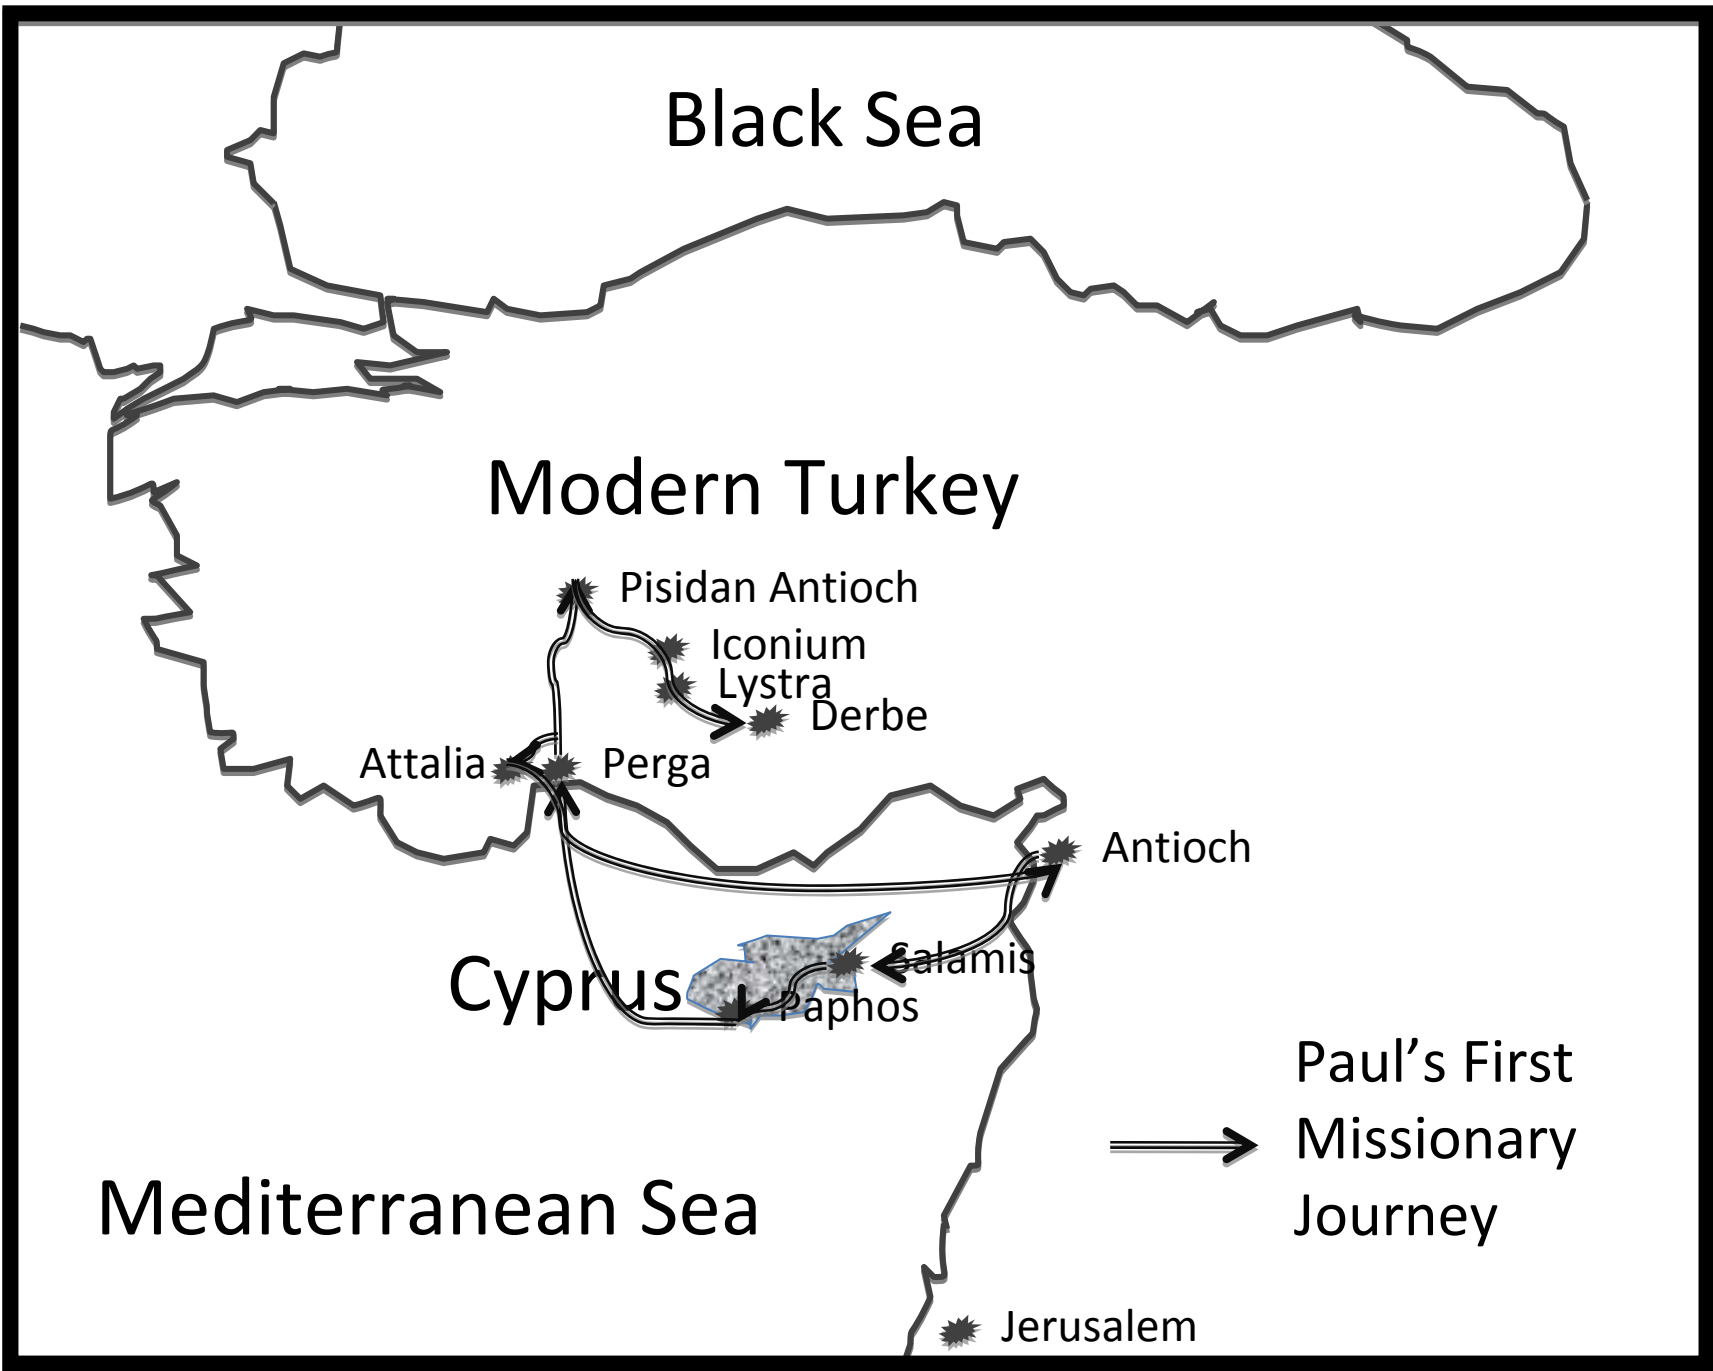 Black Sea
Modern Turkey
Pisidan Antioch
Iconium
Lystra
Derbe
Attalia
Perga
Antioch
Salamis
Cyprus
Paphos
Paul’s First
Missionary
Journey
Mediterranean Sea
Jerusalem